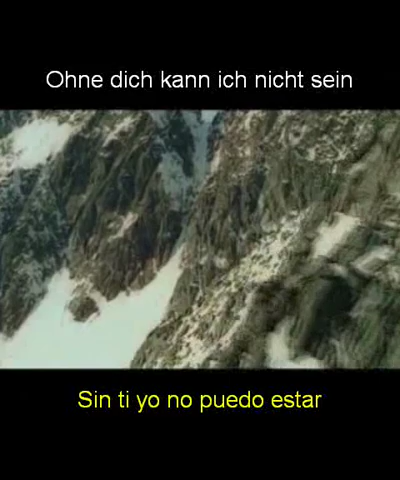 Ohne dich kann ich nicht sein
Sin ti yo no puedo estar